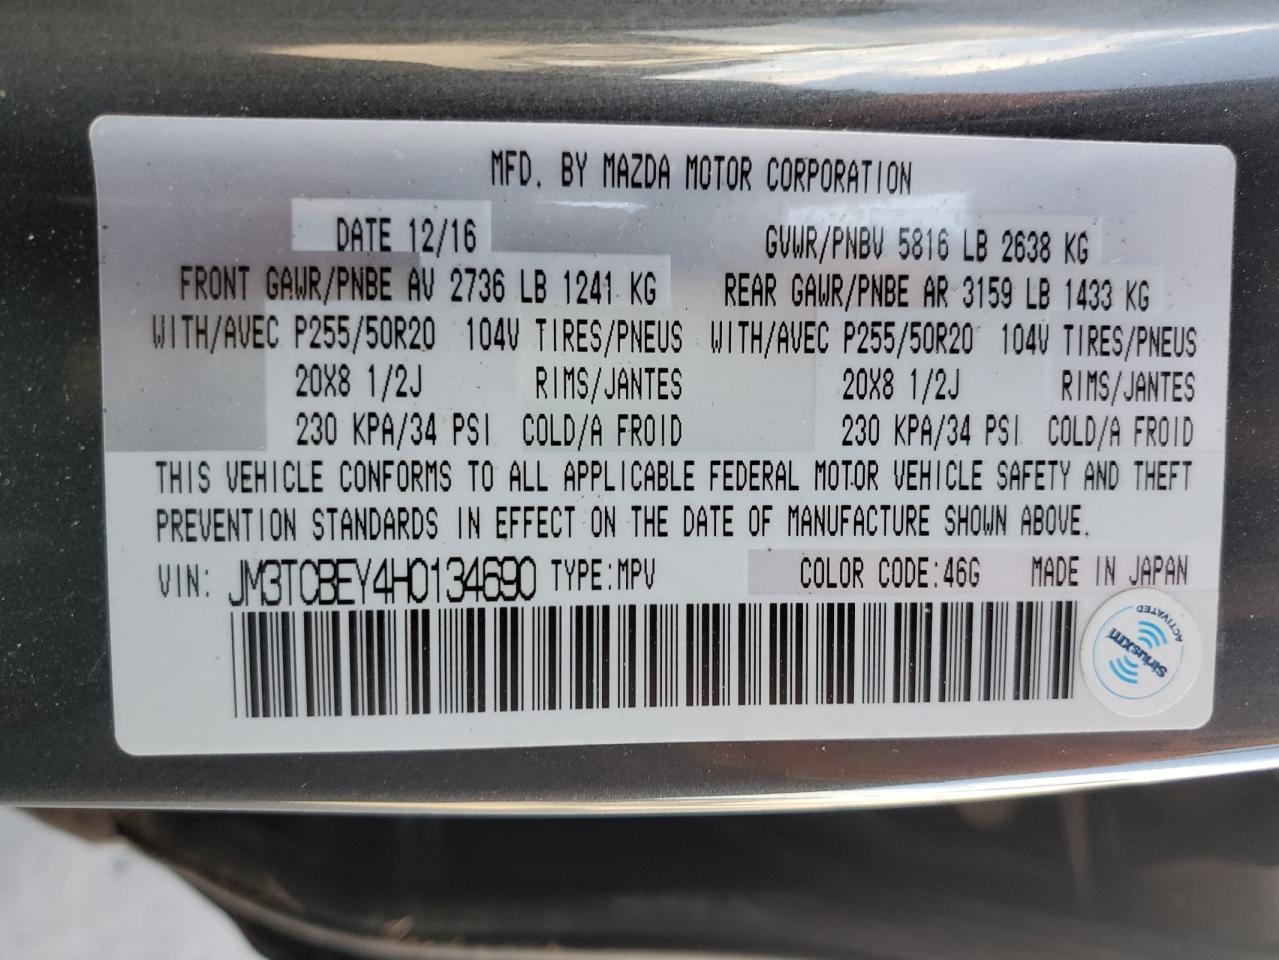 MFD. BY MAZDA MOTOR CORPORATION
DATE 12/16 GVWR/PNBV 5816 LB 2638 KG
FRONT GAWR/PNBE AV 2736 LB 1241 KG REAR GAWR/PNBE AR 3159 LB 1433 KG
WITH/AVEC P255/50R20 104V TIRES/PNEUS WITH/AVEC P255/50R20 104V TIRES/PNEUS
20X8 1/2J RIMS/JANTES 20X8 1/2J RIMS/JANTES
230 KPA/34 PSI COLD/A FROID 230 KPA/34 PSI COLD/A FROID
THIS VEHICLE CONFORMS TO ALL APPLICABLE FEDERAL MOTOR VEHICLE SAFETY AND THEFT
PREVENTION STANDARDS IN EFFECT ON THE DATE OF MANUFACTURE SHOWN ABOVE.
VIN: JM3TCBEY4H0134690 TYPE:MPV COLOR CODE:46G MADE IN JAPAN
SiriusXM
ACTIVATED